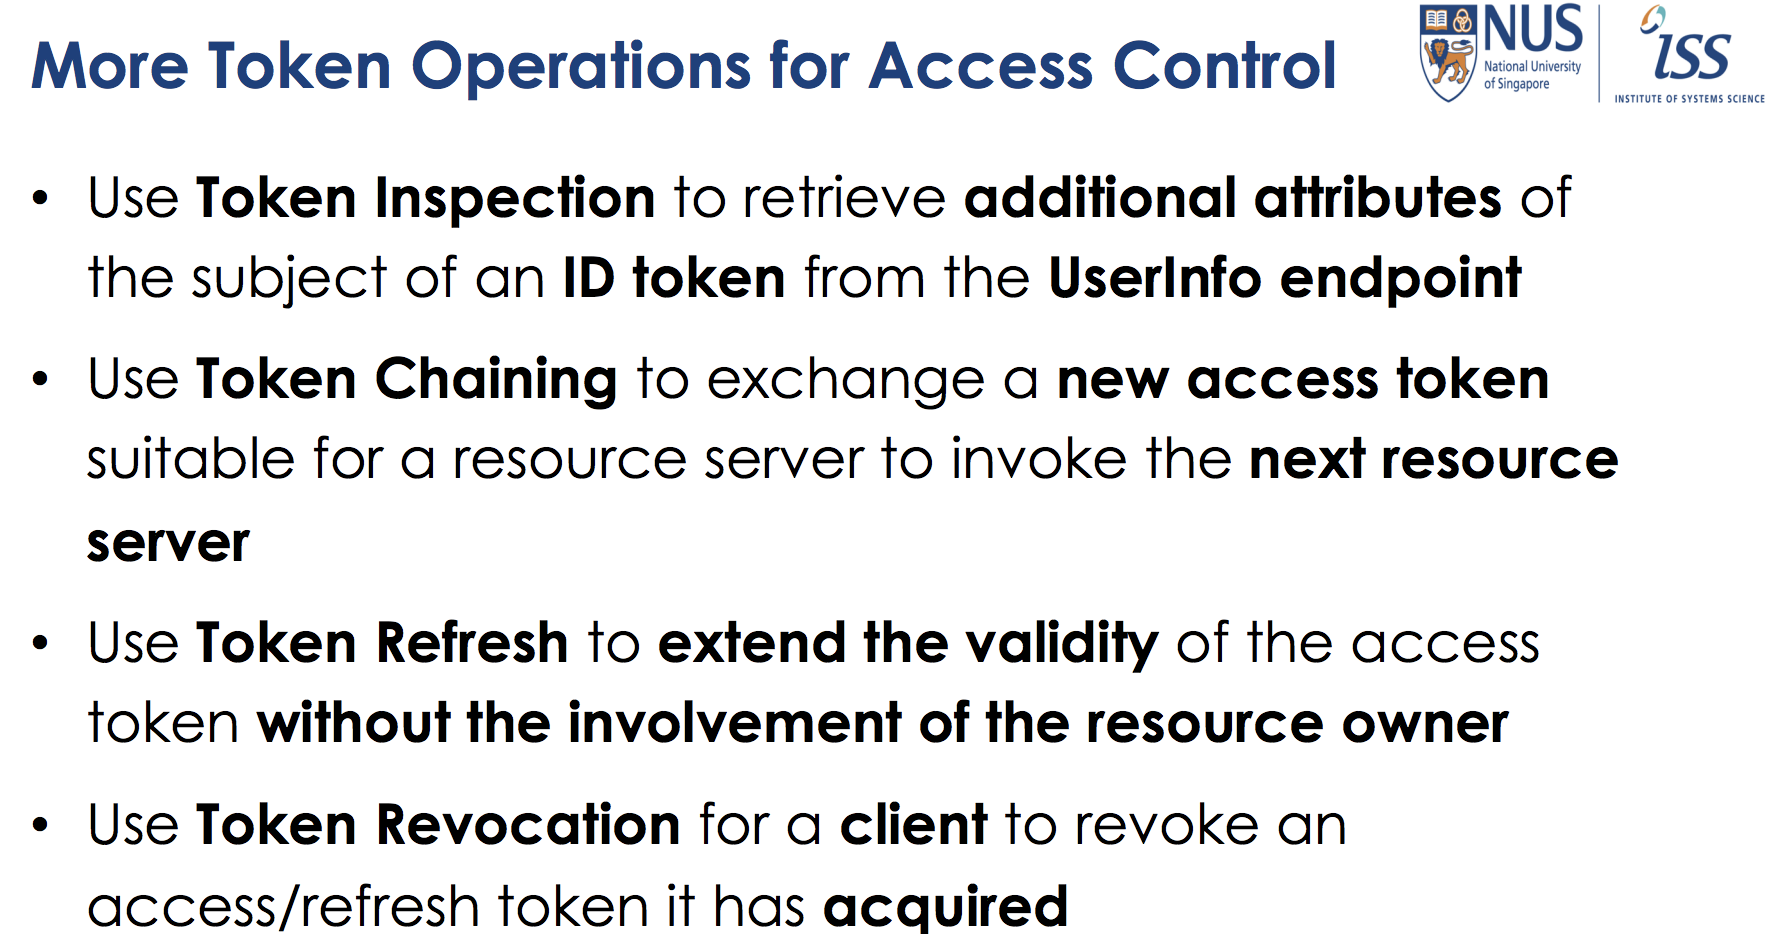 More Token Operations for Access Control
NUS
National University
of Singapore
iss
INSTITUTE OF SYSTEMS SCIENCE
• Use Token Inspection to retrieve additional attributes of
the subject of an ID token from the UserInfo endpoint
• Use Token Chaining to exchange a new access token
suitable for a resource server to invoke the next resource
server
• Use Token Refresh to extend the validity of the access
token without the involvement of the resource owner
• Use Token Revocation for a client to revoke an
access/refresh token it has acquired